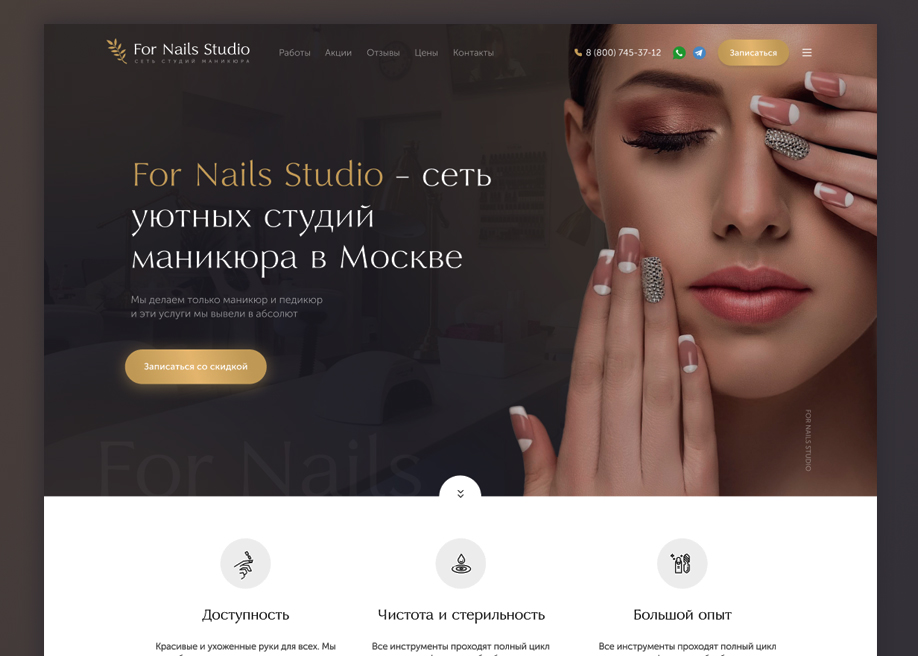 For Nails Studio
СЕТЬ СТУДИЙ МАНИКЮРА
Работы
Акции
Отзывы
Цены
Контакты
8 (800) 745-37-12
Записаться
For Nails Studio – сеть
уютных студий
маникюра в Москве
Мы делаем только маникюр и педикюр
и эти услуги мы вывели в абсолют
Записаться со скидкой
For Nails
FOR NAILS STUDIO
Доступность
Чистота и стерильность
Большой опыт
Красивые и ухоженные руки для всех. Мы
Все инструменты проходят полный цикл
Все инструменты проходят полный цикл